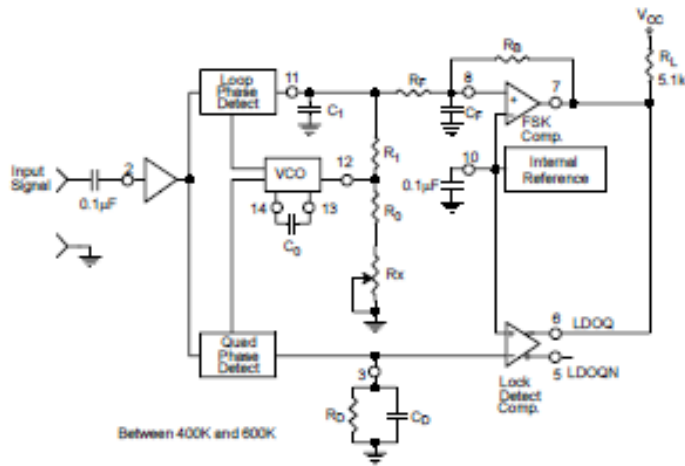 VCC
RL
5.1k
RB
Loop
Phase
Detect
11
RF
8
7
C1
CF
FSK
Comp.
R1
Input
Signal
2
0.1µF
VCO
12
10
0.1µF
Internal
Reference
14
13
C0
R0
Rx
Quad
Phase
Detect
6
LDOQ
5
LDOQN
Lock
Detect
Comp.
3
RD
CD
Between 400K and 600K